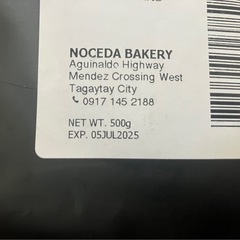 NOCEDA BAKERY
Aguinaldo Highway
Mendez Crossing West
Tagaytay City
0917 145 2188
NET WT. 500g
EXP. 05JUL2025